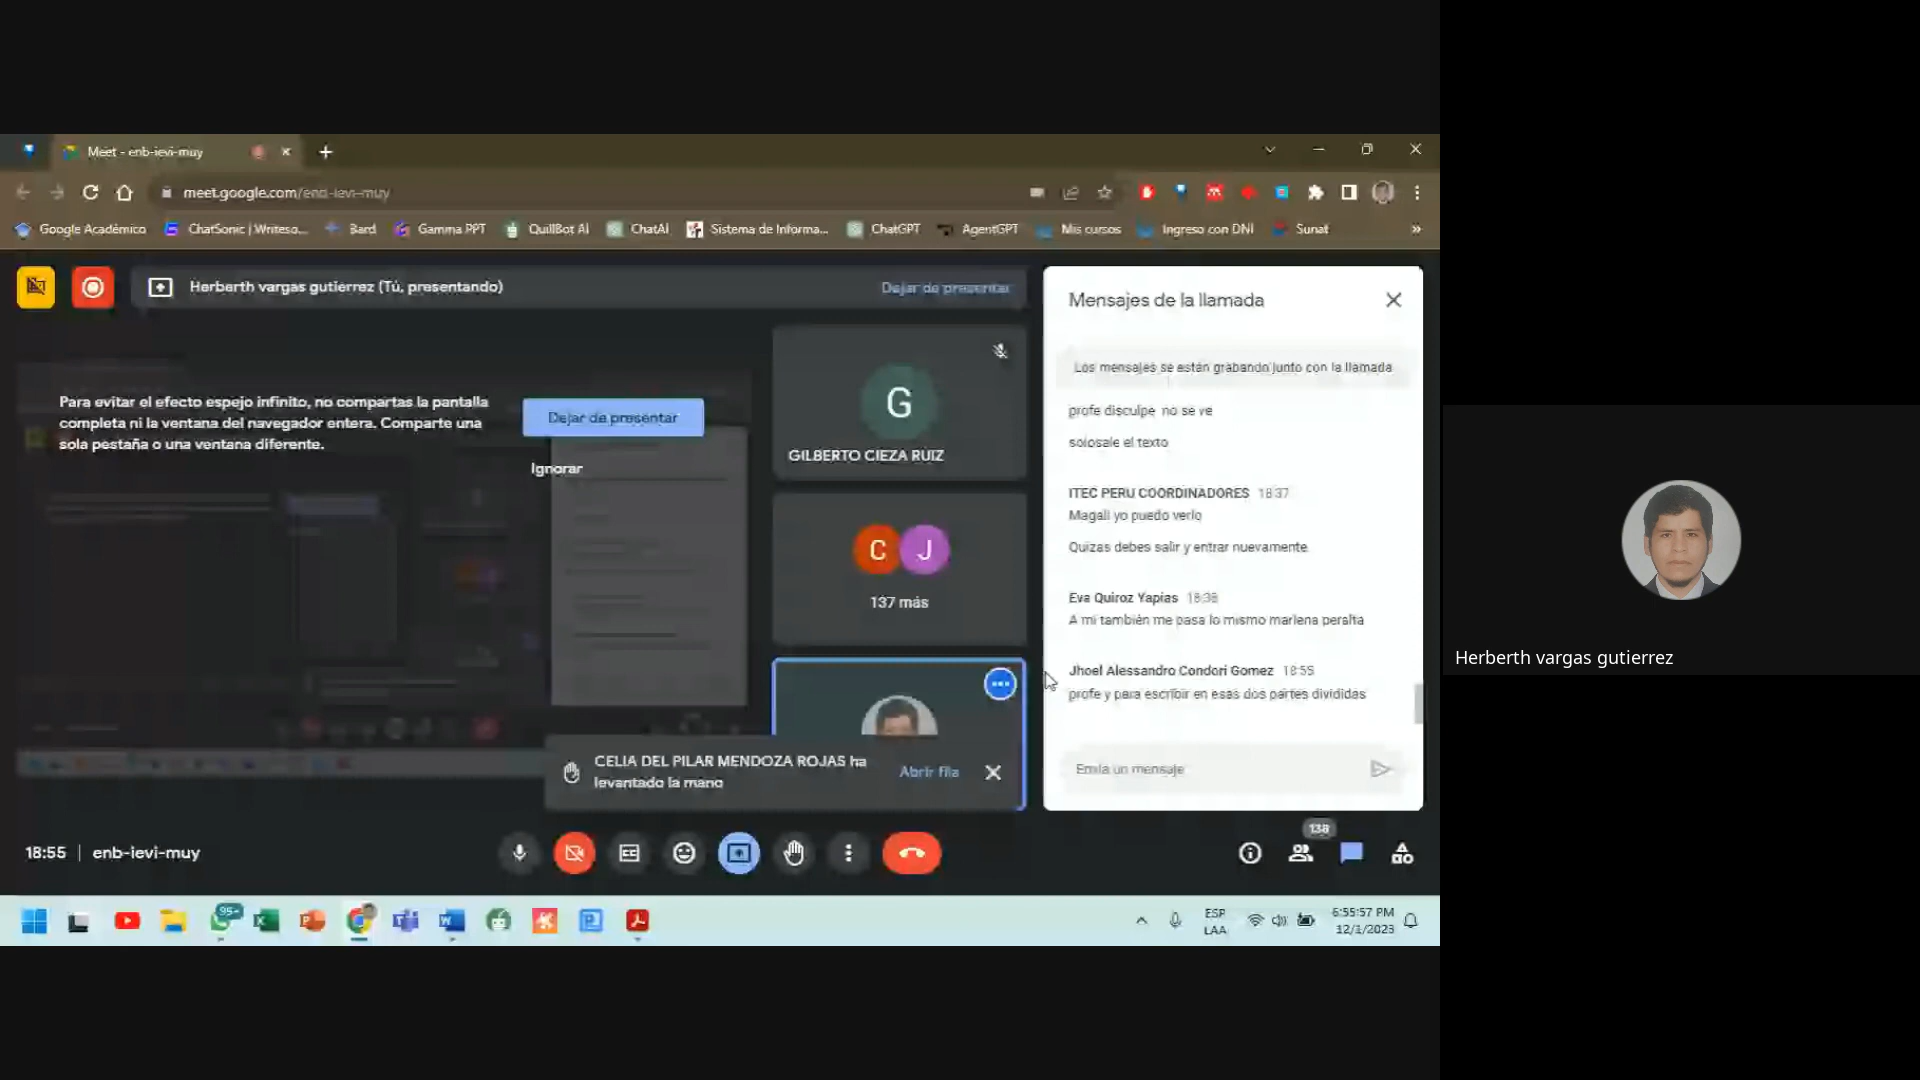 Meet - enb-ievi-muy
meet.google.com/enb-ievi-muy
Google Académico
ChatSonic | Writeso...
Bard
Gamma PPT
QuillBot AI
ChatAI
Sistema de Informa...
ChatGPT
AgentGPT
Mis cursos
Ingreso con DNI
Sunat
»
Herberth vargas gutierrez (Tú, presentando)
Dejar de presentar
Para evitar el efecto espejo infinito, no compartas la pantalla
completa ni la ventana del navegador entera. Comparte una
sola pestaña o una ventana diferente.
Dejar de presentar
Ignorar
G
GILBERTO CIEZA RUIZ
C J
137 más
CELIA DEL PILAR MENDOZA ROJAS ha
levantado la mano
Abrir fila
Mensajes de la llamada
Los mensajes se están grabando junto con la llamada
profe disculpe no se ve
solosale el texto
ITEC PERU COORDINADORES 18:37
Magali yo puedo verlo
Quizas debes salir y entrar nuevamente
Eva Quiroz Yapias 18:38
A mi también me pasa lo mismo marlena peralta
Jhoel Alessandro Condori Gomez 18:55
profe y para escribir en esas dos partes divididas
Envía un mensaje
18:55 | enb-ievi-muy
138
95+
ESP
LAA
6:55:57 PM
12/1/2023
Herberth vargas gutierrez